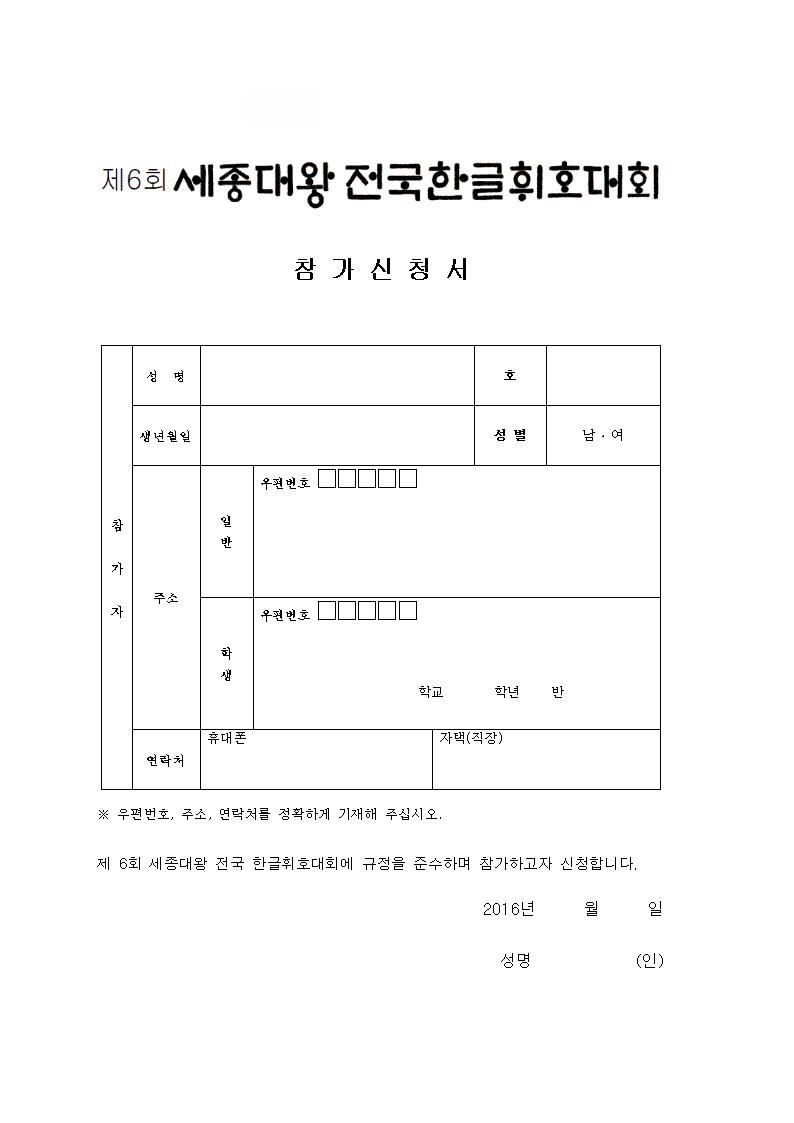 제6회 세종대왕 전국한글휘호대회
참 가 신 청 서
참 가 자
성 명
호
생년월일
성 별
남 · 여
주소
일반
우편번호 □□□□□
학생
우편번호 □□□□□
학교 학년 반
연락처
휴대폰
자택(직장)
※ 우편번호, 주소, 연락처를 정확하게 기재해 주십시오.
제 6회 세종대왕 전국 한글휘호대회에 규정을 준수하며 참가하고자 신청합니다.
2016년 월 일
성명 (인)